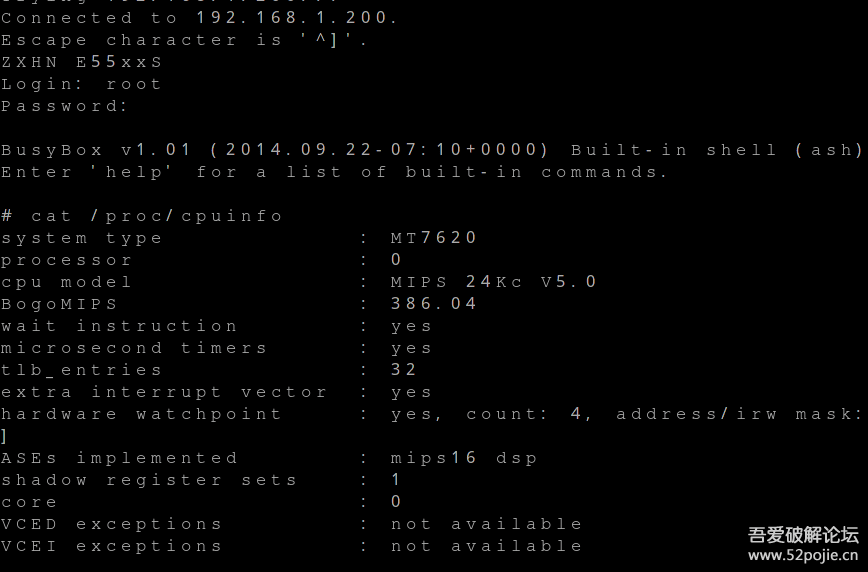 Connected to 192.168.1.200.
Escape character is '^]'.
ZXHN E55xxS
Login: root
Password:
BusyBox v1.01 (2014.09.22-07:10+0000) Built-in shell (ash)
Enter 'help' for a list of built-in commands.
# cat /proc/cpuinfo
system type : MT7620
processor : 0
cpu model : MIPS 24Kc V5.0
BogoMIPS : 386.04
wait instruction : yes
microsecond timers : yes
tlb_entries : 32
extra interrupt vector : yes
hardware watchpoint : yes, count: 4, address/irw mask:
]
ASEs implemented : mips16 dsp
shadow register sets : 1
core : 0
VCED exceptions : not available
VCEI exceptions : not available
吾爱破解论坛
www.52pojie.cn